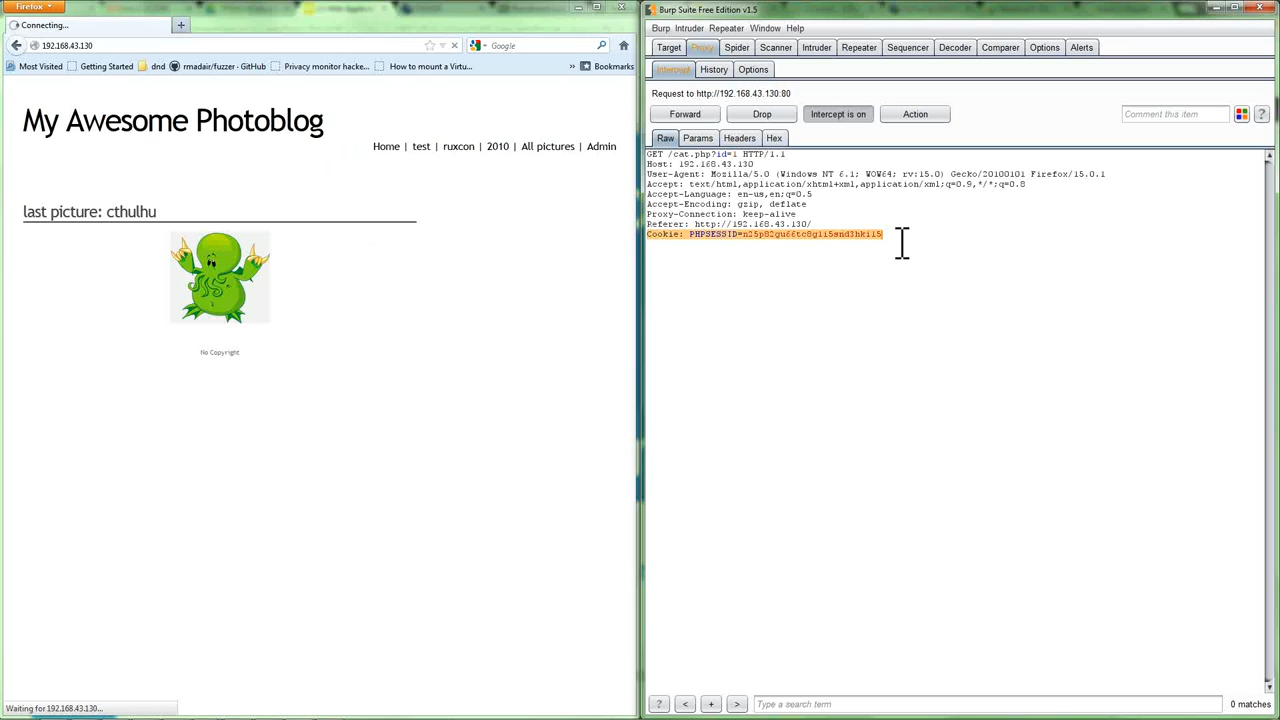 Firefox
Connecting...
192.168.43.130
Google
Most Visited
Getting Started
dnd
rmadair/fuzzer · GitHub
Privacy monitor hacke...
How to mount a Virtu...
»
Bookmarks
My Awesome Photoblog
Home | test | ruxcon | 2010 | All pictures | Admin
last picture: cthulhu
No Copyright
Waiting for 192.168.43.130...
Burp Suite Free Edition v1.5
Burp Intruder Repeater Window Help
Target Proxy Spider Scanner Intruder Repeater Sequencer Decoder Comparer Options Alerts
Intercept History Options
Request to http://192.168.43.130:80
Forward Drop Intercept is on Action Comment this item ?
Raw Params Headers Hex
GET /cat.php?id=1 HTTP/1.1
Host: 192.168.43.130
User-Agent: Mozilla/5.0 (Windows NT 6.1; WOW64; rv:15.0) Gecko/20100101 Firefox/15.0.1
Accept: text/html,application/xhtml+xml,application/xml;q=0.9,*/*;q=0.8
Accept-Language: en-us,en;q=0.5
Accept-Encoding: gzip, deflate
Proxy-Connection: keep-alive
Referer: http://192.168.43.130/
Cookie:
? < + > Type a search term 0 matches